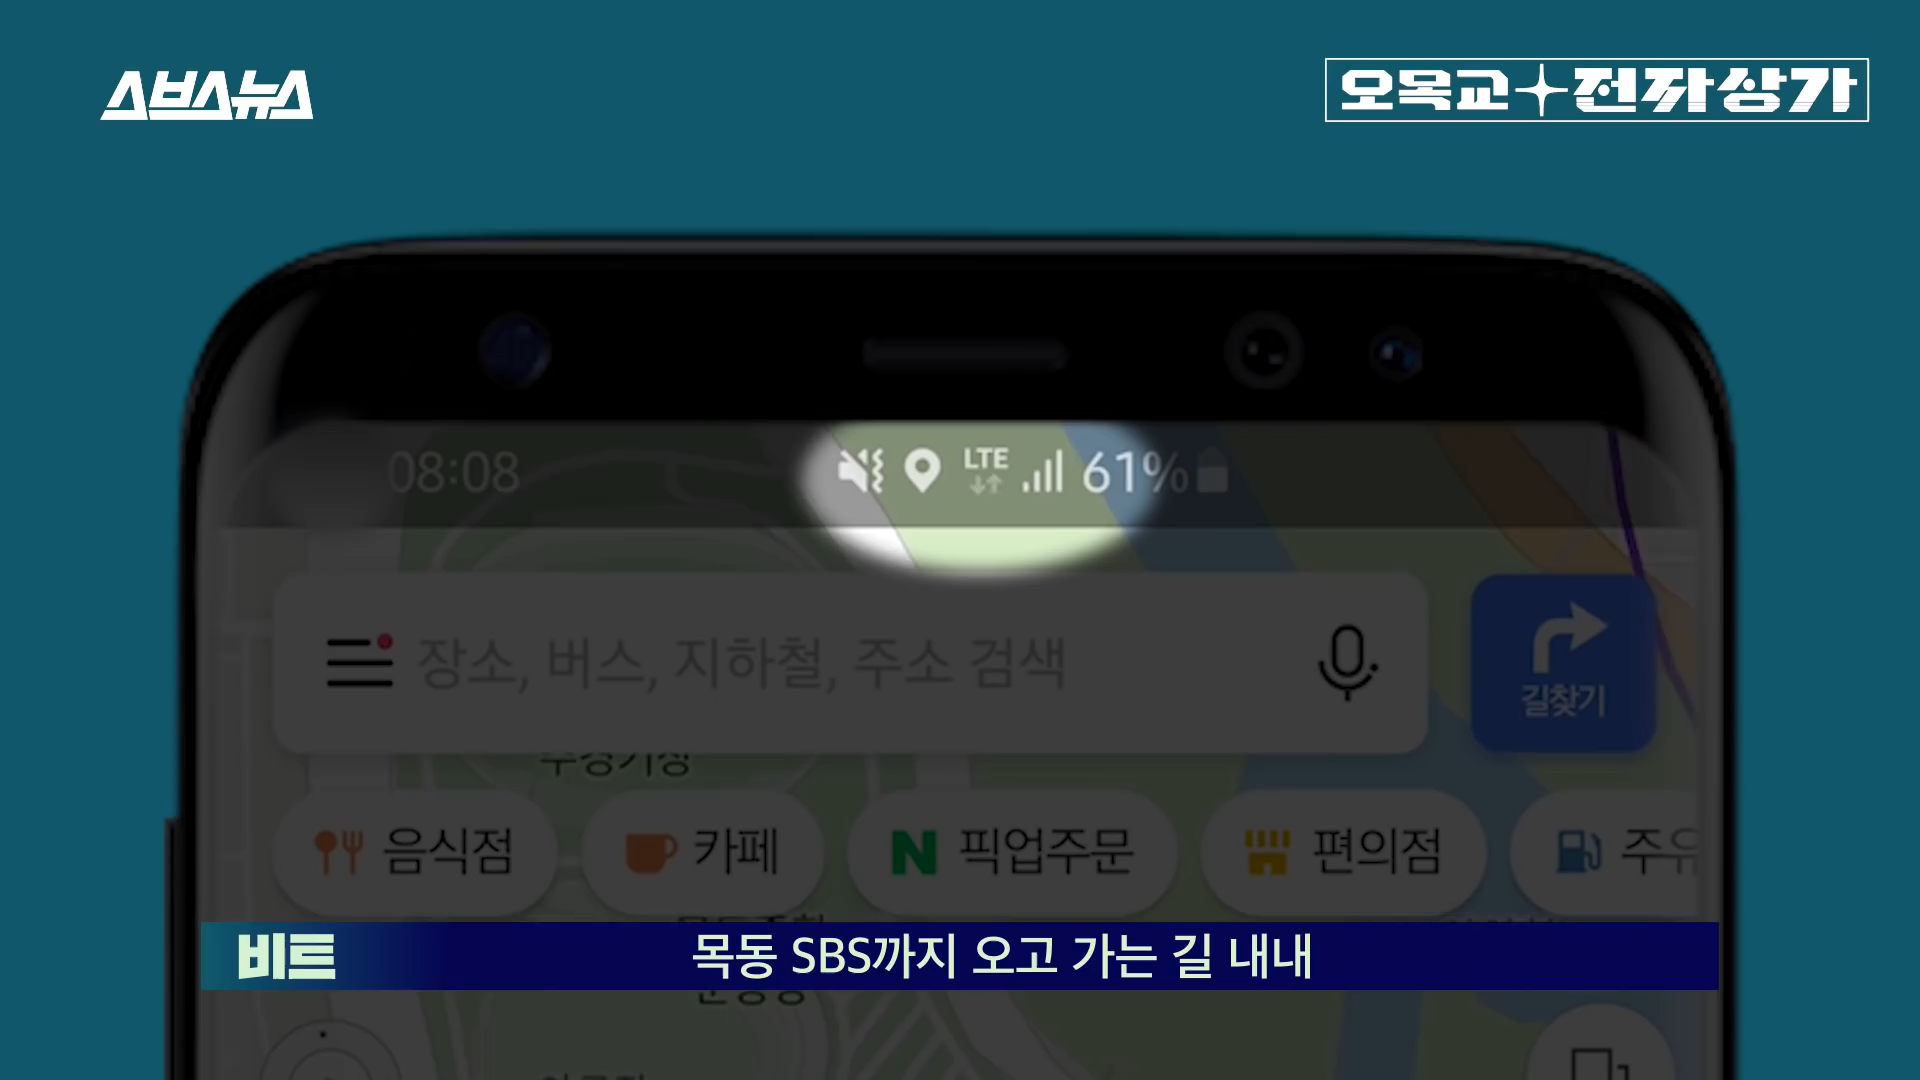 스브스뉴스
오목교 전자상가
08:08 LTE 61%
장소, 버스, 지하철, 주소 검색
길찾기
음식점 카페 N 픽업주문 편의점 주유
비트 목동 SBS까지 오고 가는 길 내내